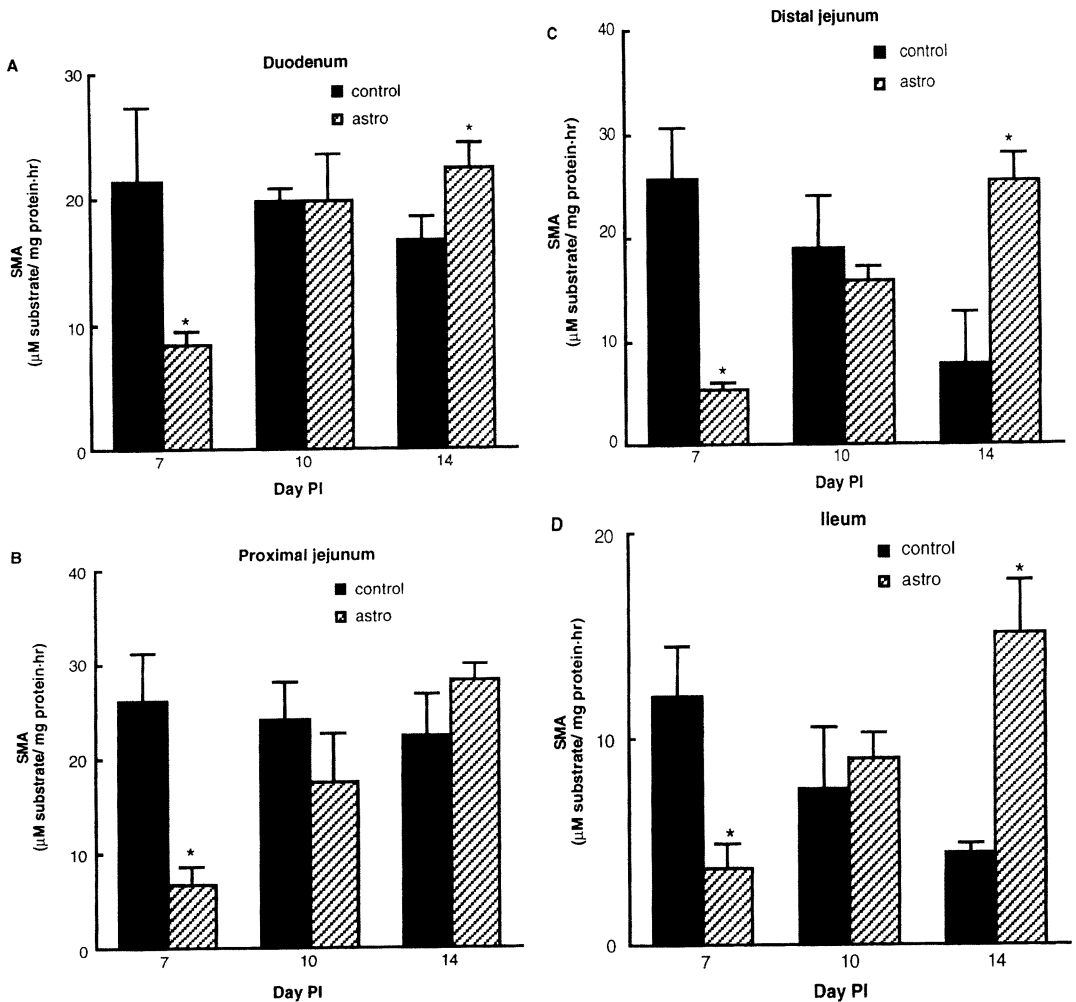 A
Duodenum
control
astro
30
20
10
0
SMA
(µM substrate/ mg protein·hr)
*
*
7
10
14
Day PI
B
Proximal jejunum
control
astro
40
30
20
10
0
SMA
(µM substrate/ mg protein·hr)
*
7
10
14
Day PI
C
Distal jejunum
control
astro
40
30
20
10
0
SMA
(µM substrate/ mg protein·hr)
*
*
7
10
14
Day PI
D
Ileum
control
astro
20
10
0
SMA
(µM substrate/ mg protein·hr)
*
*
7
10
14
Day PI